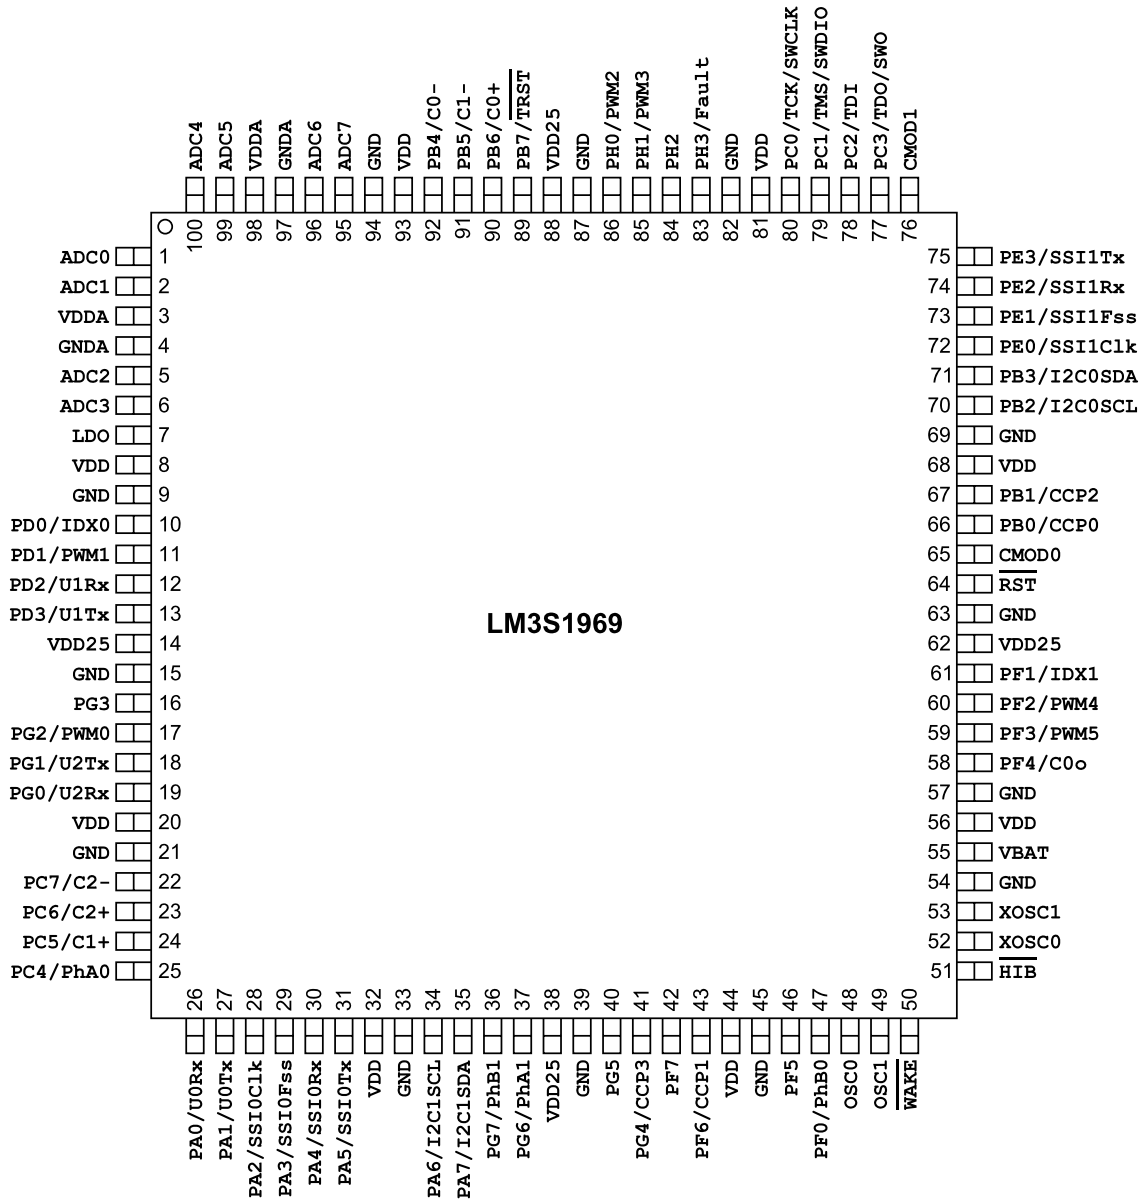 ADC4 100
ADC5 99
VDDA 98
GNDA 97
ADC6 96
ADC7 95
GND 94
VDD 93
PB4/C0- 92
PB5/C1- 91
PB6/C0+ 90
PB7/TRST 89
VDD25 88
GND 87
PH0/PWM2 86
PH1/PWM3 85
PH2 84
PH3/Fault 83
GND 82
VDD 81
PC0/TCK/SWCLK 80
PC1/TMS/SWDIO 79
PC2/TDI 78
PC3/TDO/SWO 77
CMOD1 76
ADC0 1
ADC1 2
VDDA 3
GNDA 4
ADC2 5
ADC3 6
LDO 7
VDD 8
GND 9
PD0/IDX0 10
PD1/PWM1 11
PD2/U1Rx 12
PD3/U1Tx 13
VDD25 14
GND 15
PG3 16
PG2/PWM0 17
PG1/U2Tx 18
PG0/U2Rx 19
VDD 20
GND 21
PC7/C2- 22
PC6/C2+ 23
PC5/C1+ 24
PC4/PhA0 25
LM3S1969
75 PE3/SSI1Tx
74 PE2/SSI1Rx
73 PE1/SSI1Fss
72 PE0/SSI1Clk
71 PB3/I2C0SDA
70 PB2/I2C0SCL
69 GND
68 VDD
67 PB1/CCP2
66 PB0/CCP0
65 CMOD0
64 RST
63 GND
62 VDD25
61 PF1/IDX1
60 PF2/PWM4
59 PF3/PWM5
58 PF4/C0o
57 GND
56 VDD
55 VBAT
54 GND
53 XOSC1
52 XOSC0
51 HIB
26 PA0/U0Rx
27 PA1/U0Tx
28 PA2/SSI0Clk
29 PA3/SSI0Fss
30 PA4/SSI0Rx
31 PA5/SSI0Tx
32 VDD
33 GND
34 PA6/I2C1SCL
35 PA7/I2C1SDA
36 PG7/PhB1
37 PG6/PhA1
38 VDD25
39 GND
40 PG5
41 PG4/CCP3
42 PF7
43 PF6/CCP1
44 VDD
45 GND
46 PF5
47 PF0/PhB0
48 OSC0
49 OSC1
50 WAKE